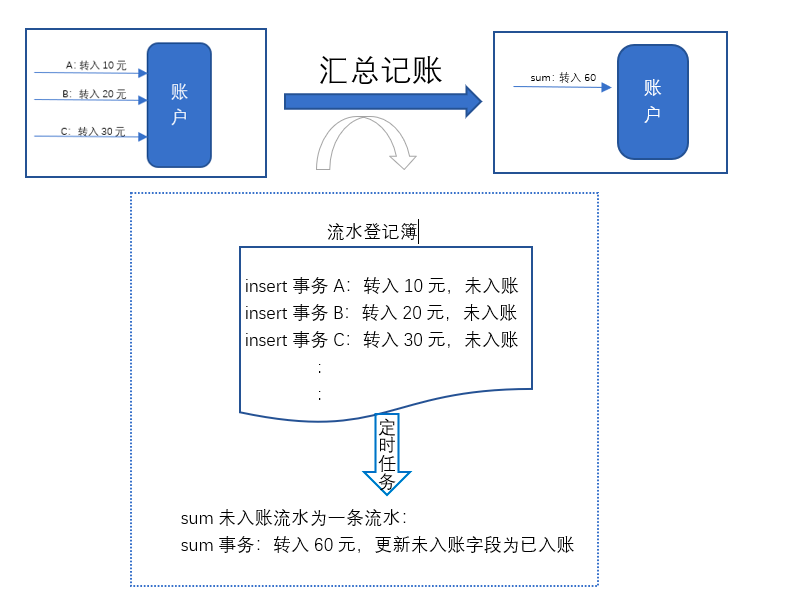 A: 转入 10 元
B: 转入 20 元
C: 转入 30 元
账
户
汇总记账
sum: 转入 60
账
户
流水登记簿
insert 事务 A：转入 10 元，未入账
insert 事务 B：转入 20 元，未入账
insert 事务 C：转入 30 元，未入账
:
:
定
时
任
务
sum 未入账流水为一条流水：
sum 事务：转入 60 元，更新未入账字段为已入账